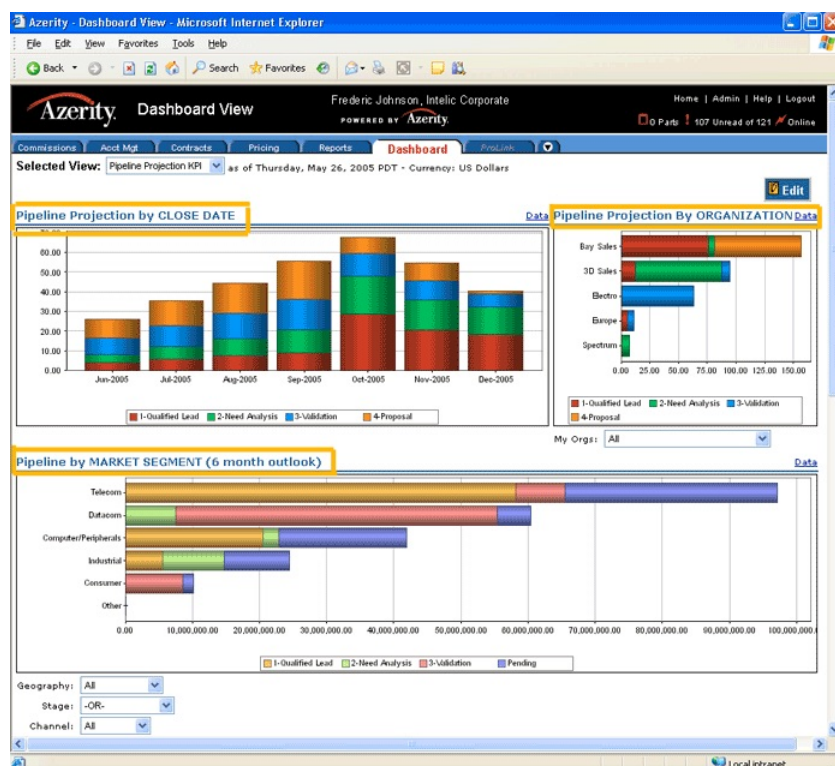 Azerity - Dashboard View - Microsoft Internet Explorer
File Edit View Favorites Tools Help
Back Search Favorites
Azerity. Dashboard View
Frederic Johnson, Intelic Corporate
POWERED BY Azerity.
Home | Admin | Help | Logout
0 Parts ! 107 Unread of 121 Online
Commissions Acct Mgt Contracts Pricing Reports Dashboard ProLink
Selected View: Pipeline Projection KPI as of Thursday, May 26, 2005 PDT - Currency: US Dollars
Edit
Pipeline Projection by CLOSE DATE Data
60.00
50.00
40.00
30.00
20.00
10.00
0.00
Jun-2005 Jul-2005 Aug-2005 Sep-2005 Oct-2005 Nov-2005 Dec-2005
1-Qualified Lead 2-Need Analysis 3-Validation 4-Proposal
Pipeline Projection By ORGANIZATION Data
Bay Sales
3D Sales
Electro
Europe
Spectrum
0.00 25.00 50.00 75.00 100.00 125.00 150.00
1-Qualified Lead 2-Need Analysis 3-Validation
4-Proposal
My Orgs: All
Pipeline by MARKET SEGMENT (6 month outlook) Data
Telecom
Datacom
Computer/Peripherals
Industrial
Consumer
Other
0.00 10,000,000.00 20,000,000.00 30,000,000.00 40,000,000.00 50,000,000.00 60,000,000.00 70,000,000.00 80,000,000.00 90,000,000.00 100,000,
1-Qualified Lead 2-Need Analysis 3-Validation Pending
Geography: All
Stage: -OR-
Channel: All
Local intranet